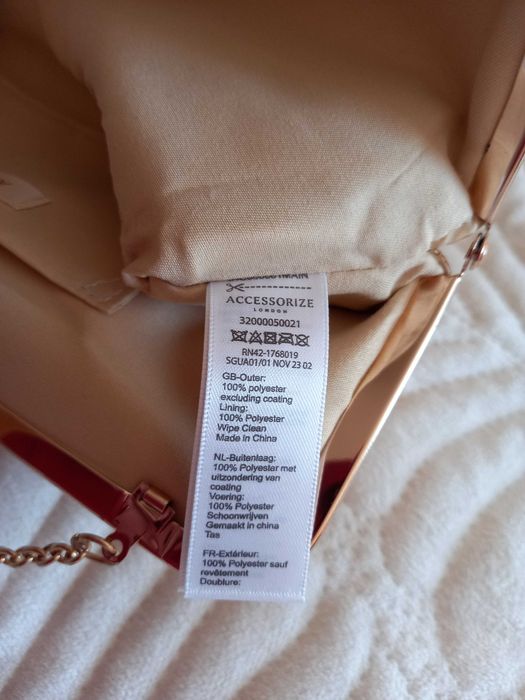 ACCESSORIZE
LONDON
32000050021
RN42-1768019
SGUA01/01 NOV 23 02
GB-Outer:
100% polyester
excluding coating
Lining:
100% Polyester
Wipe Clean
Made in China
NL-Buitenlaag:
100% Polyester met
uitzondering van
coating
Voering:
100% Polyester
Schoonwrijven
Gemaakt in china
Tas
FR-Extérieur:
100% Polyester sauf
revêtement
Doublure: